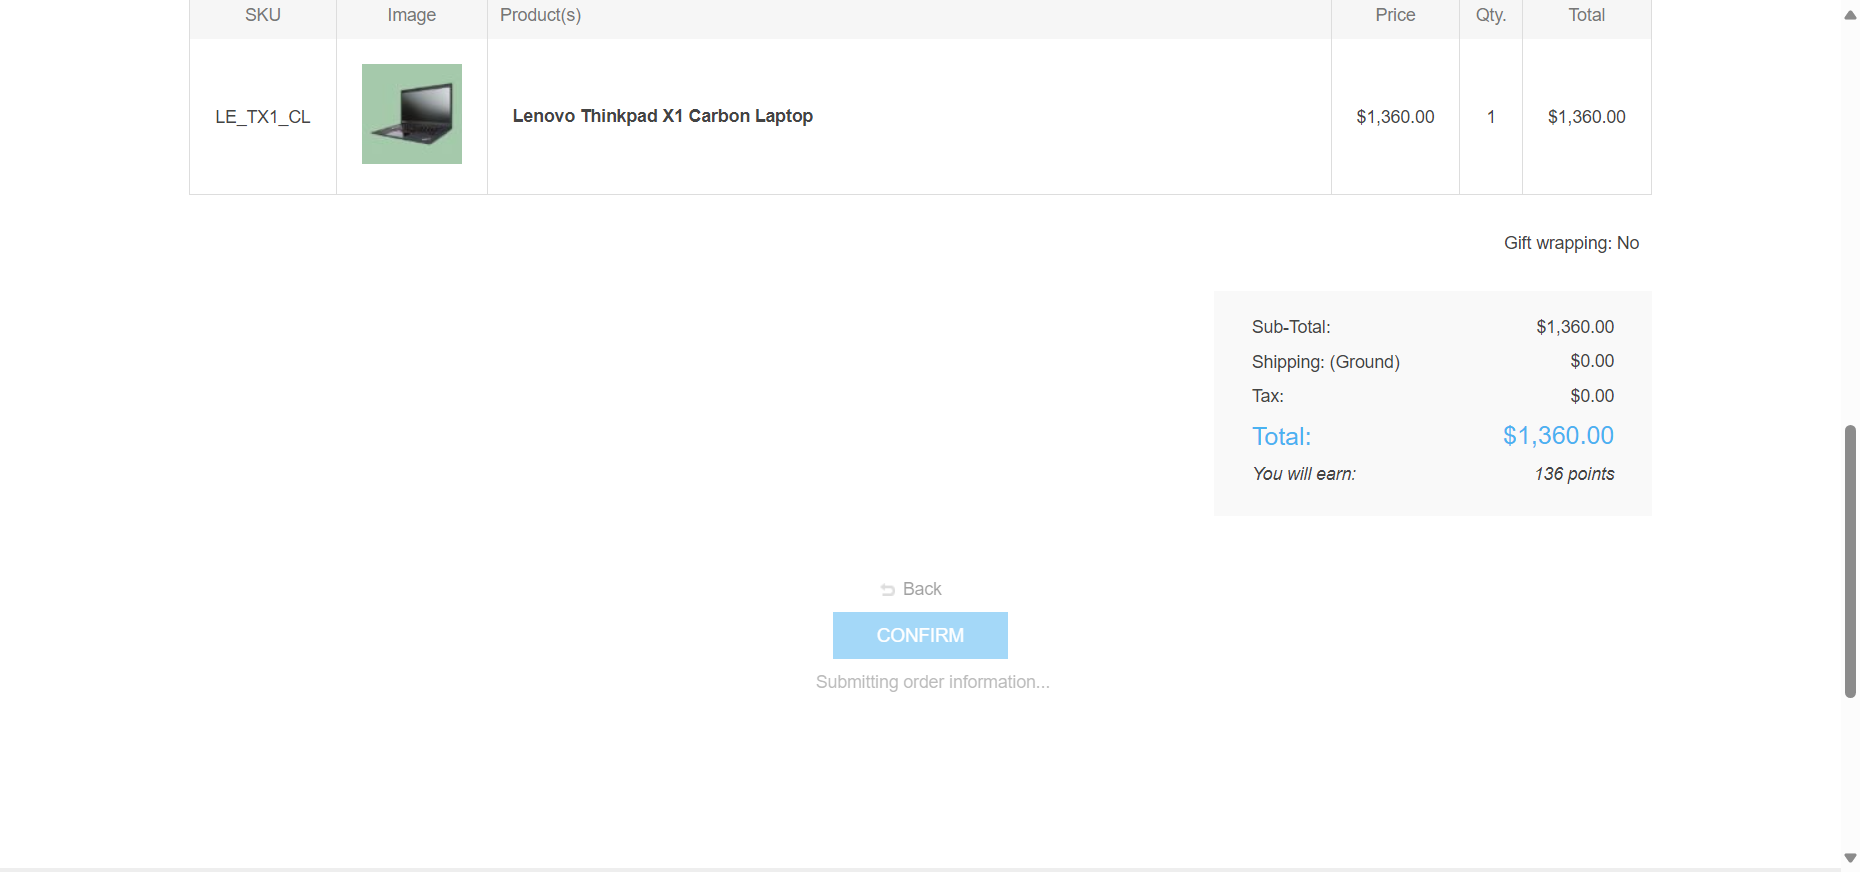 SKU Image Product(s) Price Qty. Total
LE_TX1_CL Lenovo Thinkpad X1 Carbon Laptop $1,360.00 1 $1,360.00
Gift wrapping: No
Sub-Total: $1,360.00
Shipping: (Ground) $0.00
Tax: $0.00
Total: $1,360.00
You will earn: 136 points
Back
CONFIRM
Submitting order information...